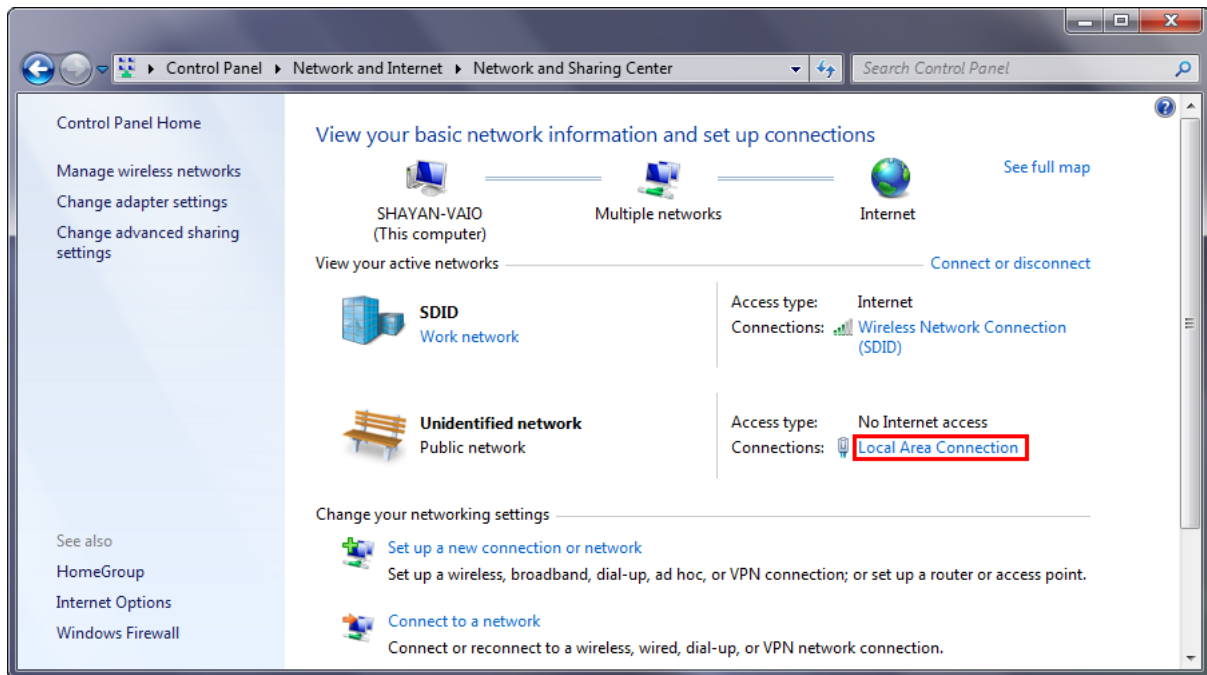 Control Panel
Network and Internet
Network and Sharing Center
Search Control Panel
Control Panel Home
Manage wireless networks
Change adapter settings
Change advanced sharing
settings
View your basic network information and set up connections
See full map
SHAYAN-VAIO
(This computer)
Multiple networks
Internet
View your active networks
Connect or disconnect
SDID
Work network
Access type: Internet
Connections: Wireless Network Connection
(SDID)
Unidentified network
Public network
Access type: No Internet access
Connections: Local Area Connection
Change your networking settings
Set up a new connection or network
Set up a wireless, broadband, dial-up, ad hoc, or VPN connection; or set up a router or access point.
Connect to a network
Connect or reconnect to a wireless, wired, dial-up, or VPN network connection.
See also
HomeGroup
Internet Options
Windows Firewall